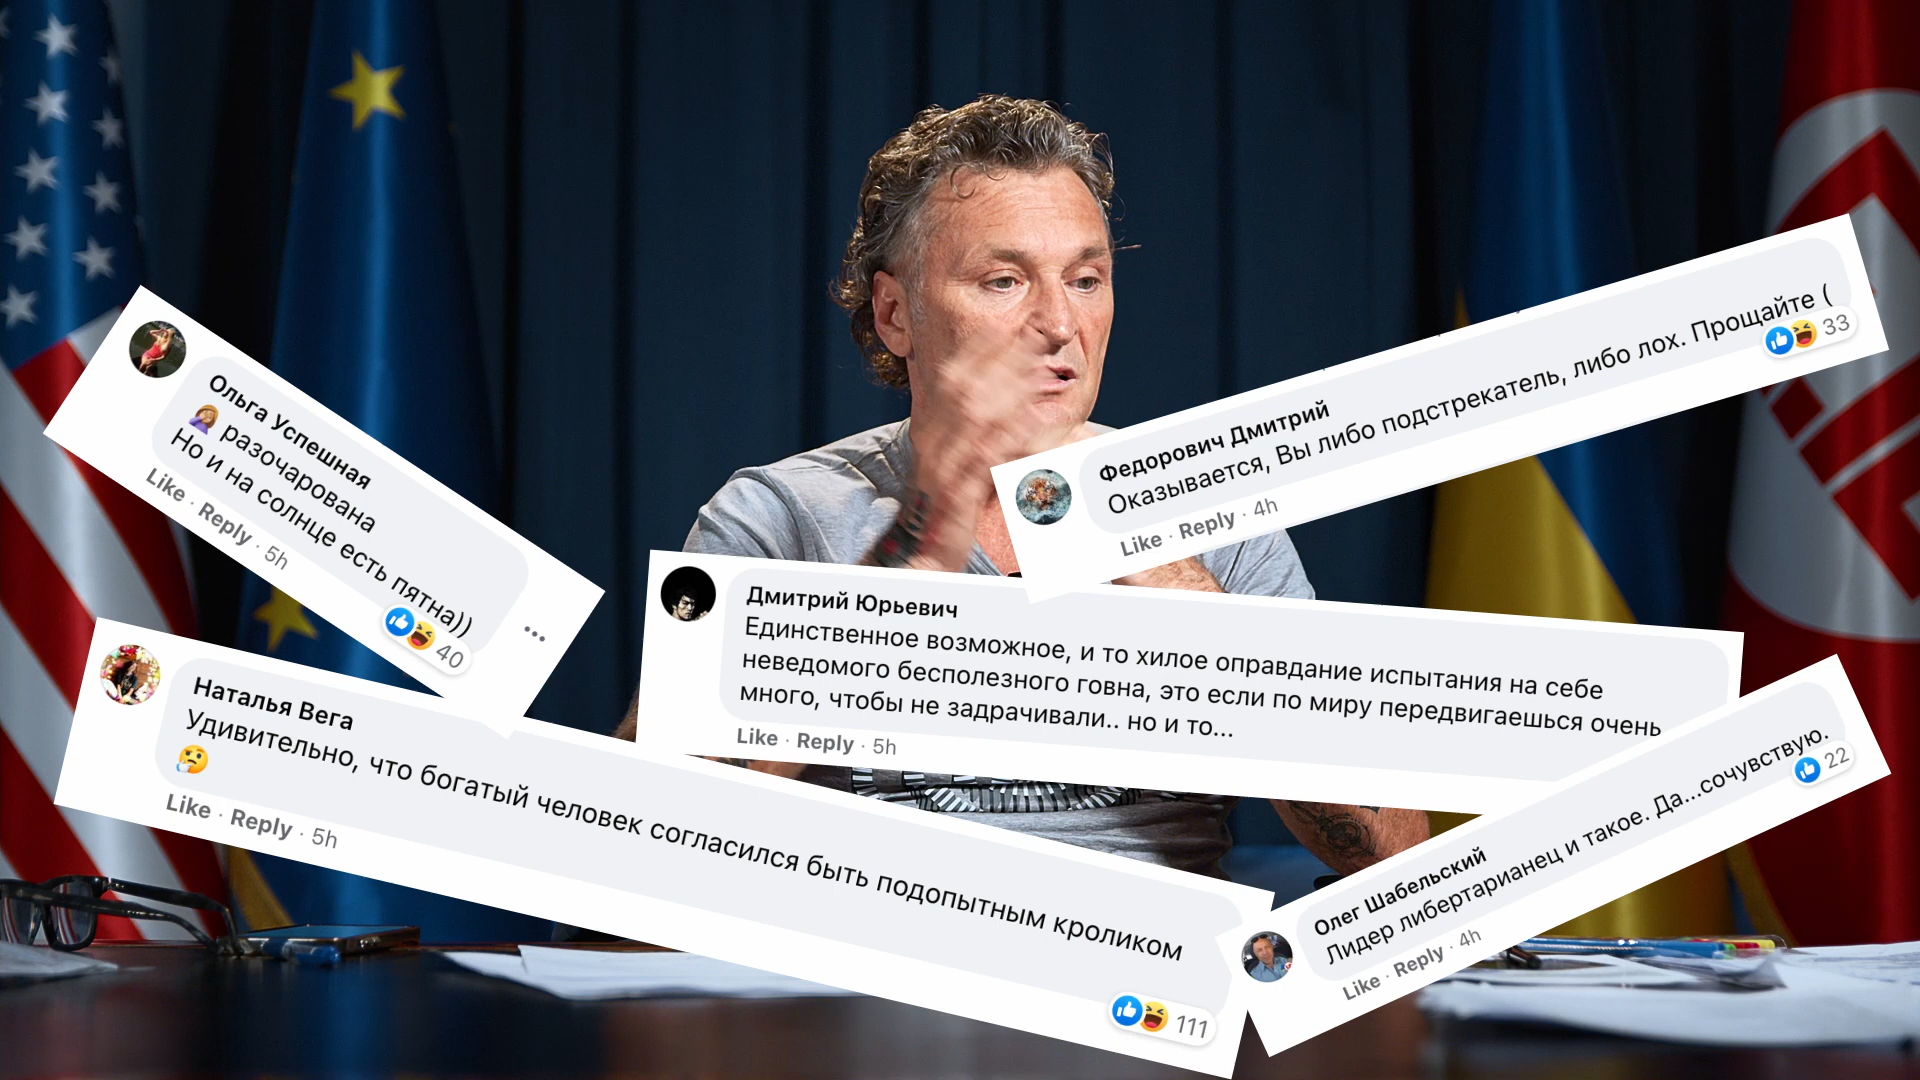 Ольга Успешная
🤦🏼‍♀️ разочарована
Но и на солнце есть пятна))
Like · Reply · 5h
40
Федорович Дмитрий
Оказывается, Вы либо подстрекатель, либо лох. Прощайте (
Like · Reply · 4h
33
Дмитрий Юрьевич
Единственное возможное, и то хилое оправдание испытания на себе
неведомого бесполезного говна, это если по миру передвигаешься очень
много, чтобы не задрачивали.. но и то...
Like · Reply · 5h
Наталья Вега
Удивительно, что богатый человек согласился быть подопытным кроликом
🤔
Like · Reply · 5h
111
Олег Шабельский
Лидер либертарианец и такое. Да...сочувствую.
Like · Reply · 4h
22